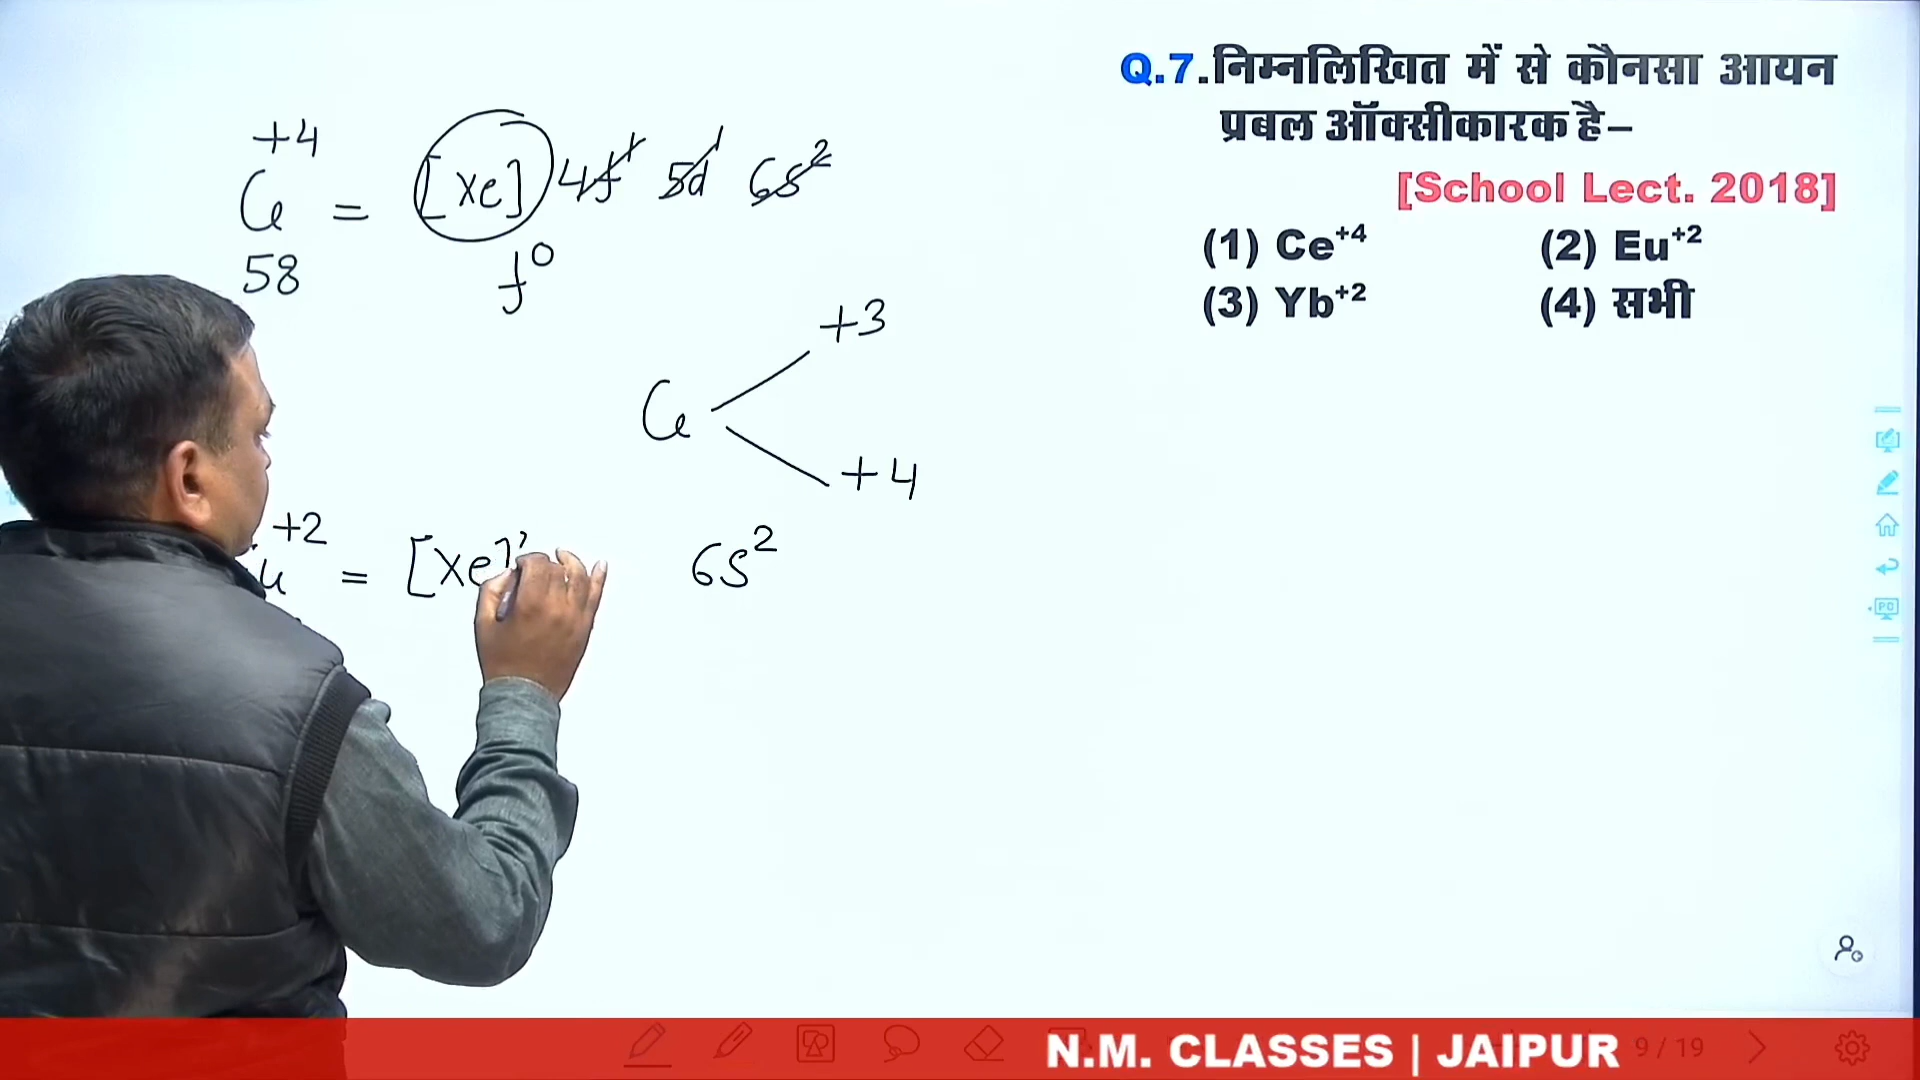 Q.7.निम्नलिखित में से कौनसा आयन
प्रबल ऑक्सीकारक है–
[School Lect. 2018]
(1) Ce+4 (2) Eu+2
(3) Yb+2 (4) सभी
+4
Ce = [Xe] 4f1 5d1 6s2
58 f0
+3
Ce
+4
+2
u = [Xe] 6s2
N.M. CLASSES | JAIPUR
9 / 19